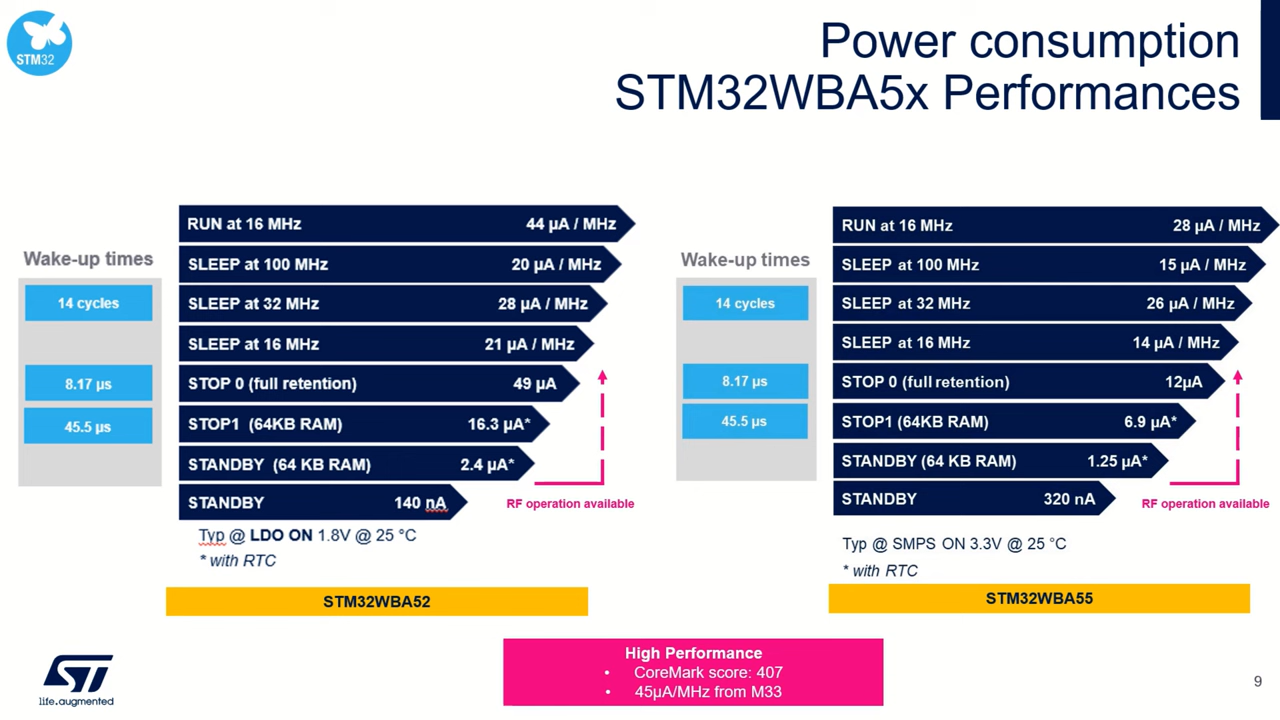 STM32
Power consumption
STM32WBA5x Performances
Wake-up times
14 cycles
8.17 µs
45.5 µs
RUN at 16 MHz 44 µA / MHz
SLEEP at 100 MHz 20 µA / MHz
SLEEP at 32 MHz 28 µA / MHz
SLEEP at 16 MHz 21 µA / MHz
STOP 0 (full retention) 49 µA
STOP1 (64KB RAM) 16.3 µA*
STANDBY (64 KB RAM) 2.4 µA*
STANDBY 140 nA
RF operation available
Typ @ LDO ON 1.8V @ 25 °C
* with RTC
STM32WBA52
Wake-up times
14 cycles
8.17 µs
45.5 µs
RUN at 16 MHz 28 µA / MHz
SLEEP at 100 MHz 15 µA / MHz
SLEEP at 32 MHz 26 µA / MHz
SLEEP at 16 MHz 14 µA / MHz
STOP 0 (full retention) 12µA
STOP1 (64KB RAM) 6.9 µA*
STANDBY (64 KB RAM) 1.25 µA*
STANDBY 320 nA
RF operation available
Typ @ SMPS ON 3.3V @ 25 °C
* with RTC
STM32WBA55
High Performance
• CoreMark score: 407
• 45µA/MHz from M33
ST
life.augmented
9